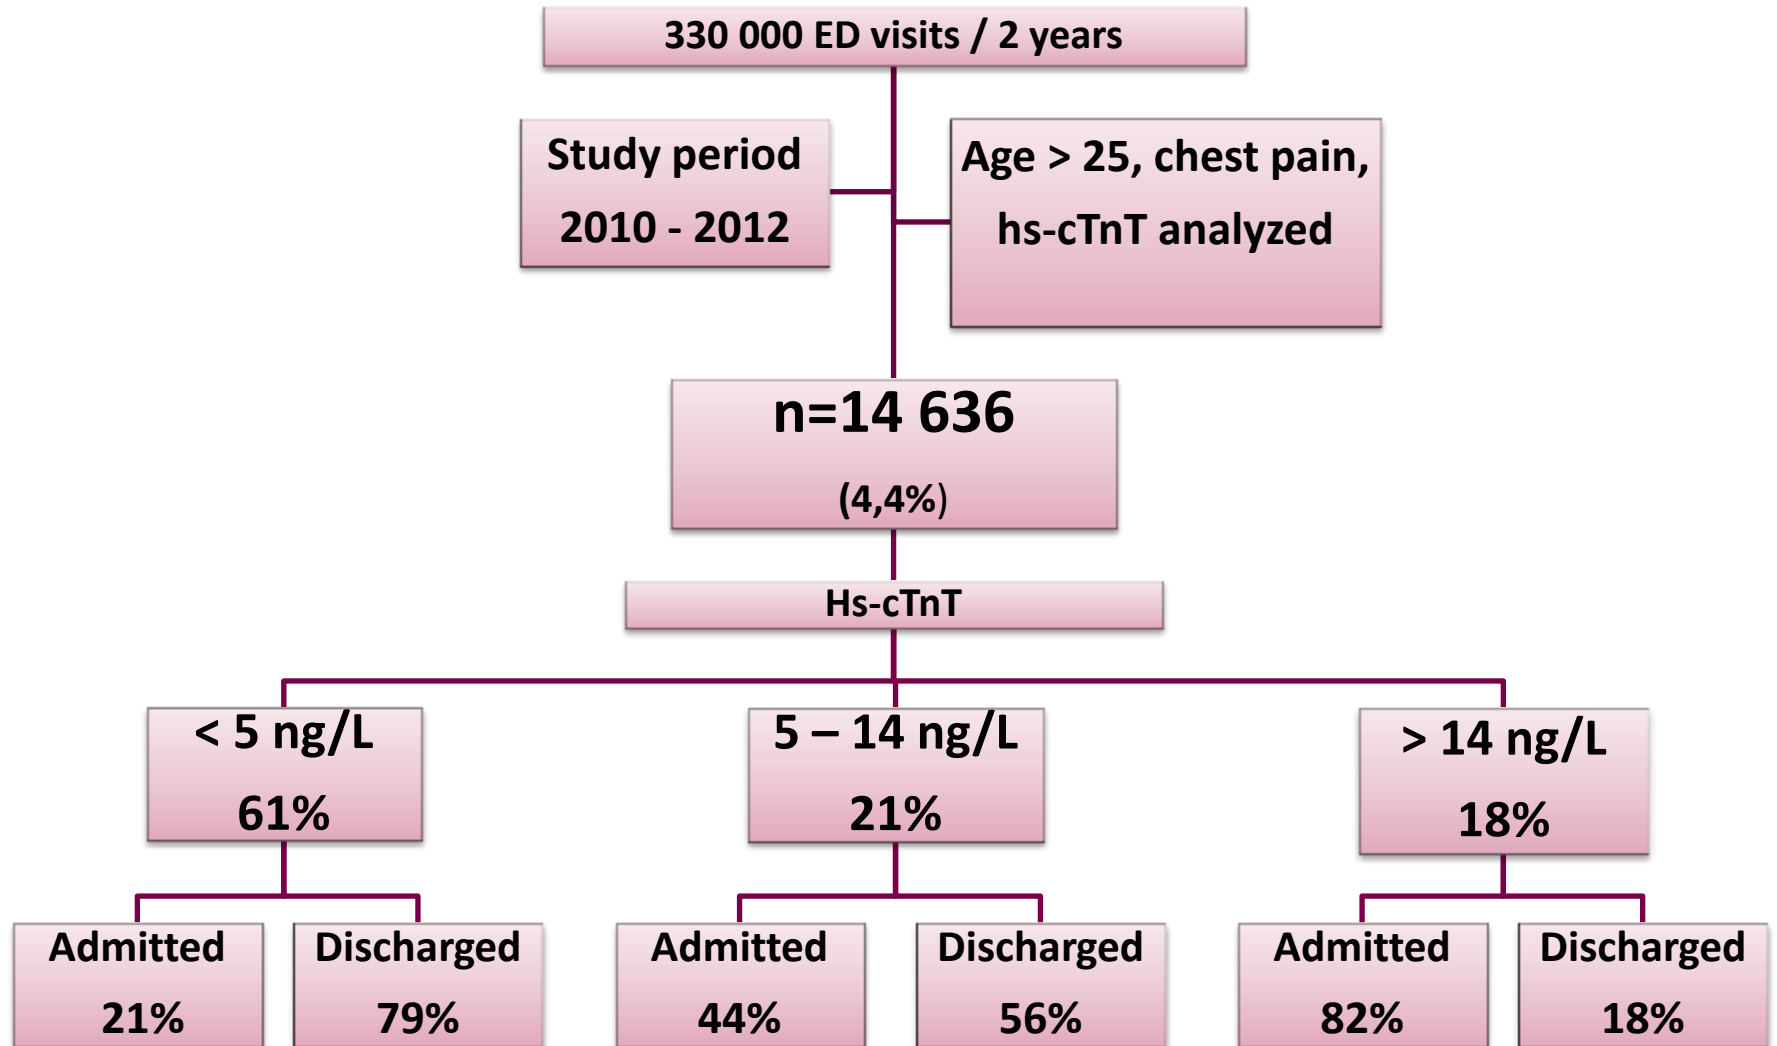 330 000 ED visits / 2 years
Study period
2010 - 2012
Age > 25, chest pain,
hs-cTnT analyzed
n=14 636
(4,4%)
Hs-cTnT
< 5 ng/L
61%
5 – 14 ng/L
21%
> 14 ng/L
18%
Admitted
21%
Discharged
79%
Admitted
44%
Discharged
56%
Admitted
82%
Discharged
18%